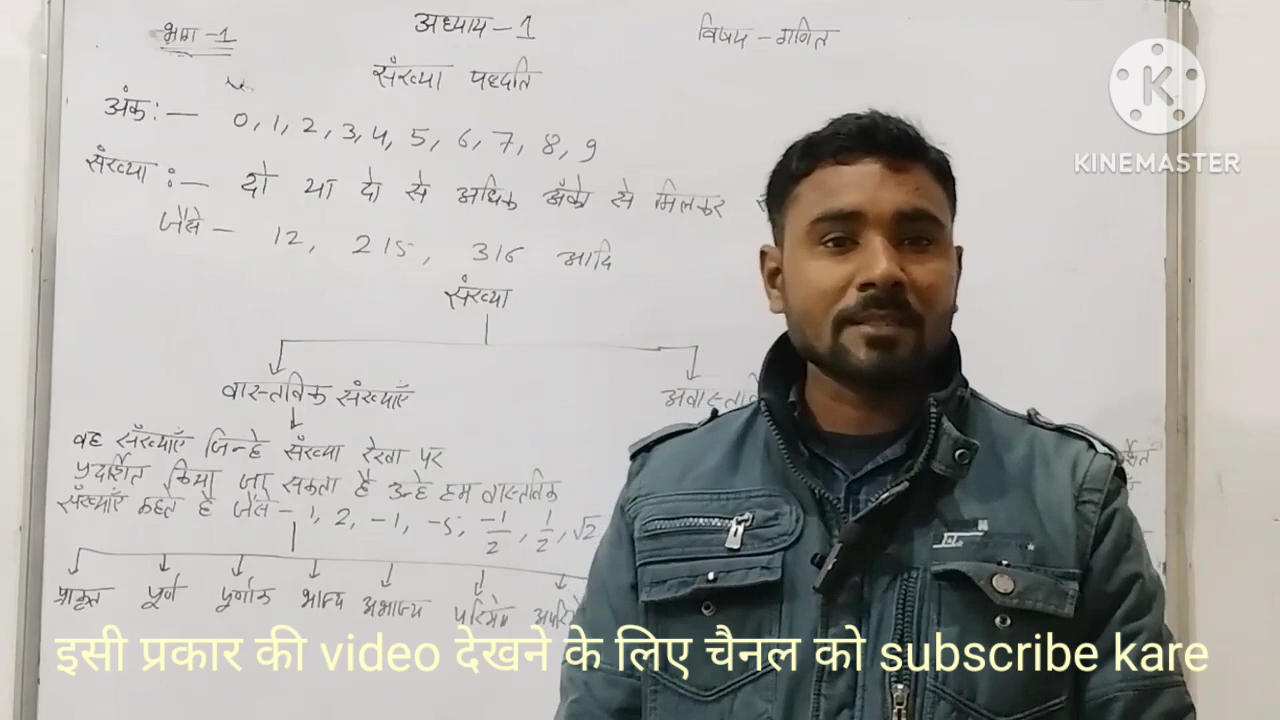 भाग-1
अध्याय-1
विषय-गणित
संख्या पद्धति
अंक:- 0, 1, 2, 3, 4, 5, 6, 7, 8, 9
संख्या:- दो या दो से अधिक अंको से मिलकर
जैसे- 12, 215, 316 आदि
संख्या
वास्तविक संख्याएँ
वह संख्याएँ जिन्हे संख्या रेखा पर
प्रदर्शित किया जा सकता है उन्हे हम वास्तविक
संख्याएँ कहते है जैसे- 1, 2, -1, -5, -1/2, 1/2, √2
प्राकृत पूर्ण पूर्णांक भाज्य अभाज्य परिमेय
इसी प्रकार की video देखने के लिए चैनल को subscribe kare
K
KINEMASTER